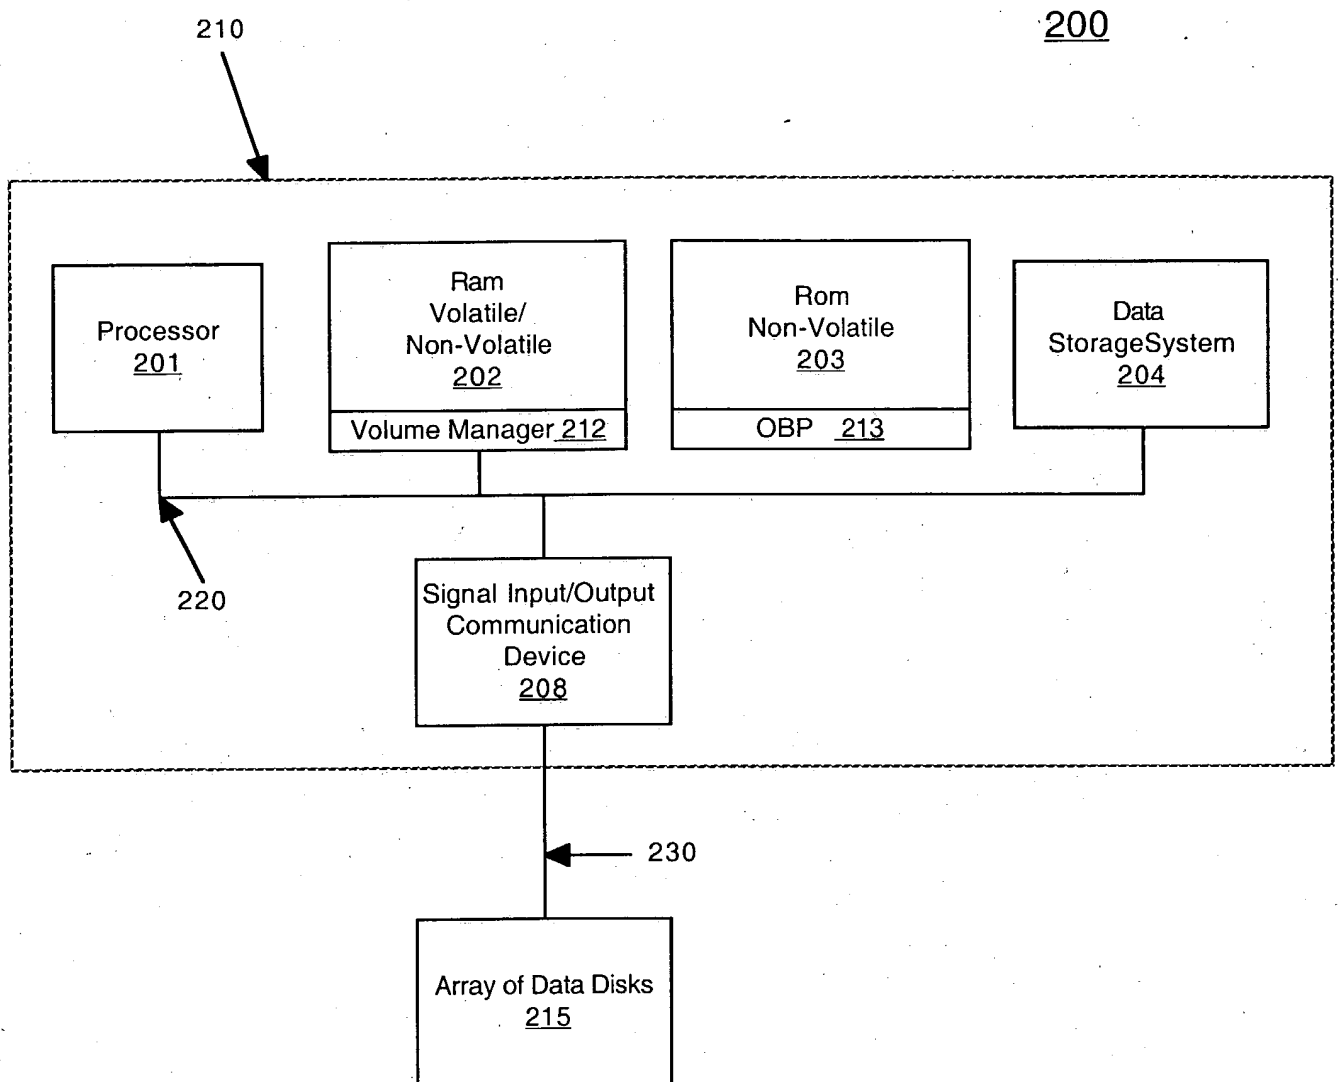 210
200
Processor
201
Ram
Volatile/
Non-Volatile
202
Volume Manager 212
Rom
Non-Volatile
203
OBP 213
Data
StorageSystem
204
220
Signal Input/Output
Communication
Device
208
230
Array of Data Disks
215